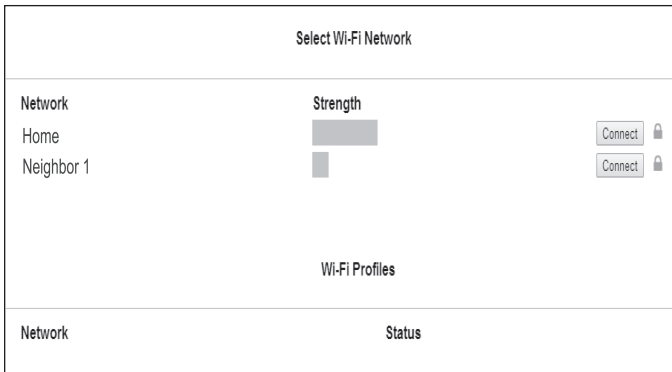 Select Wi-Fi Network
Network Strength
Home Connect
Neighbor 1 Connect
Wi-Fi Profiles
Network Status